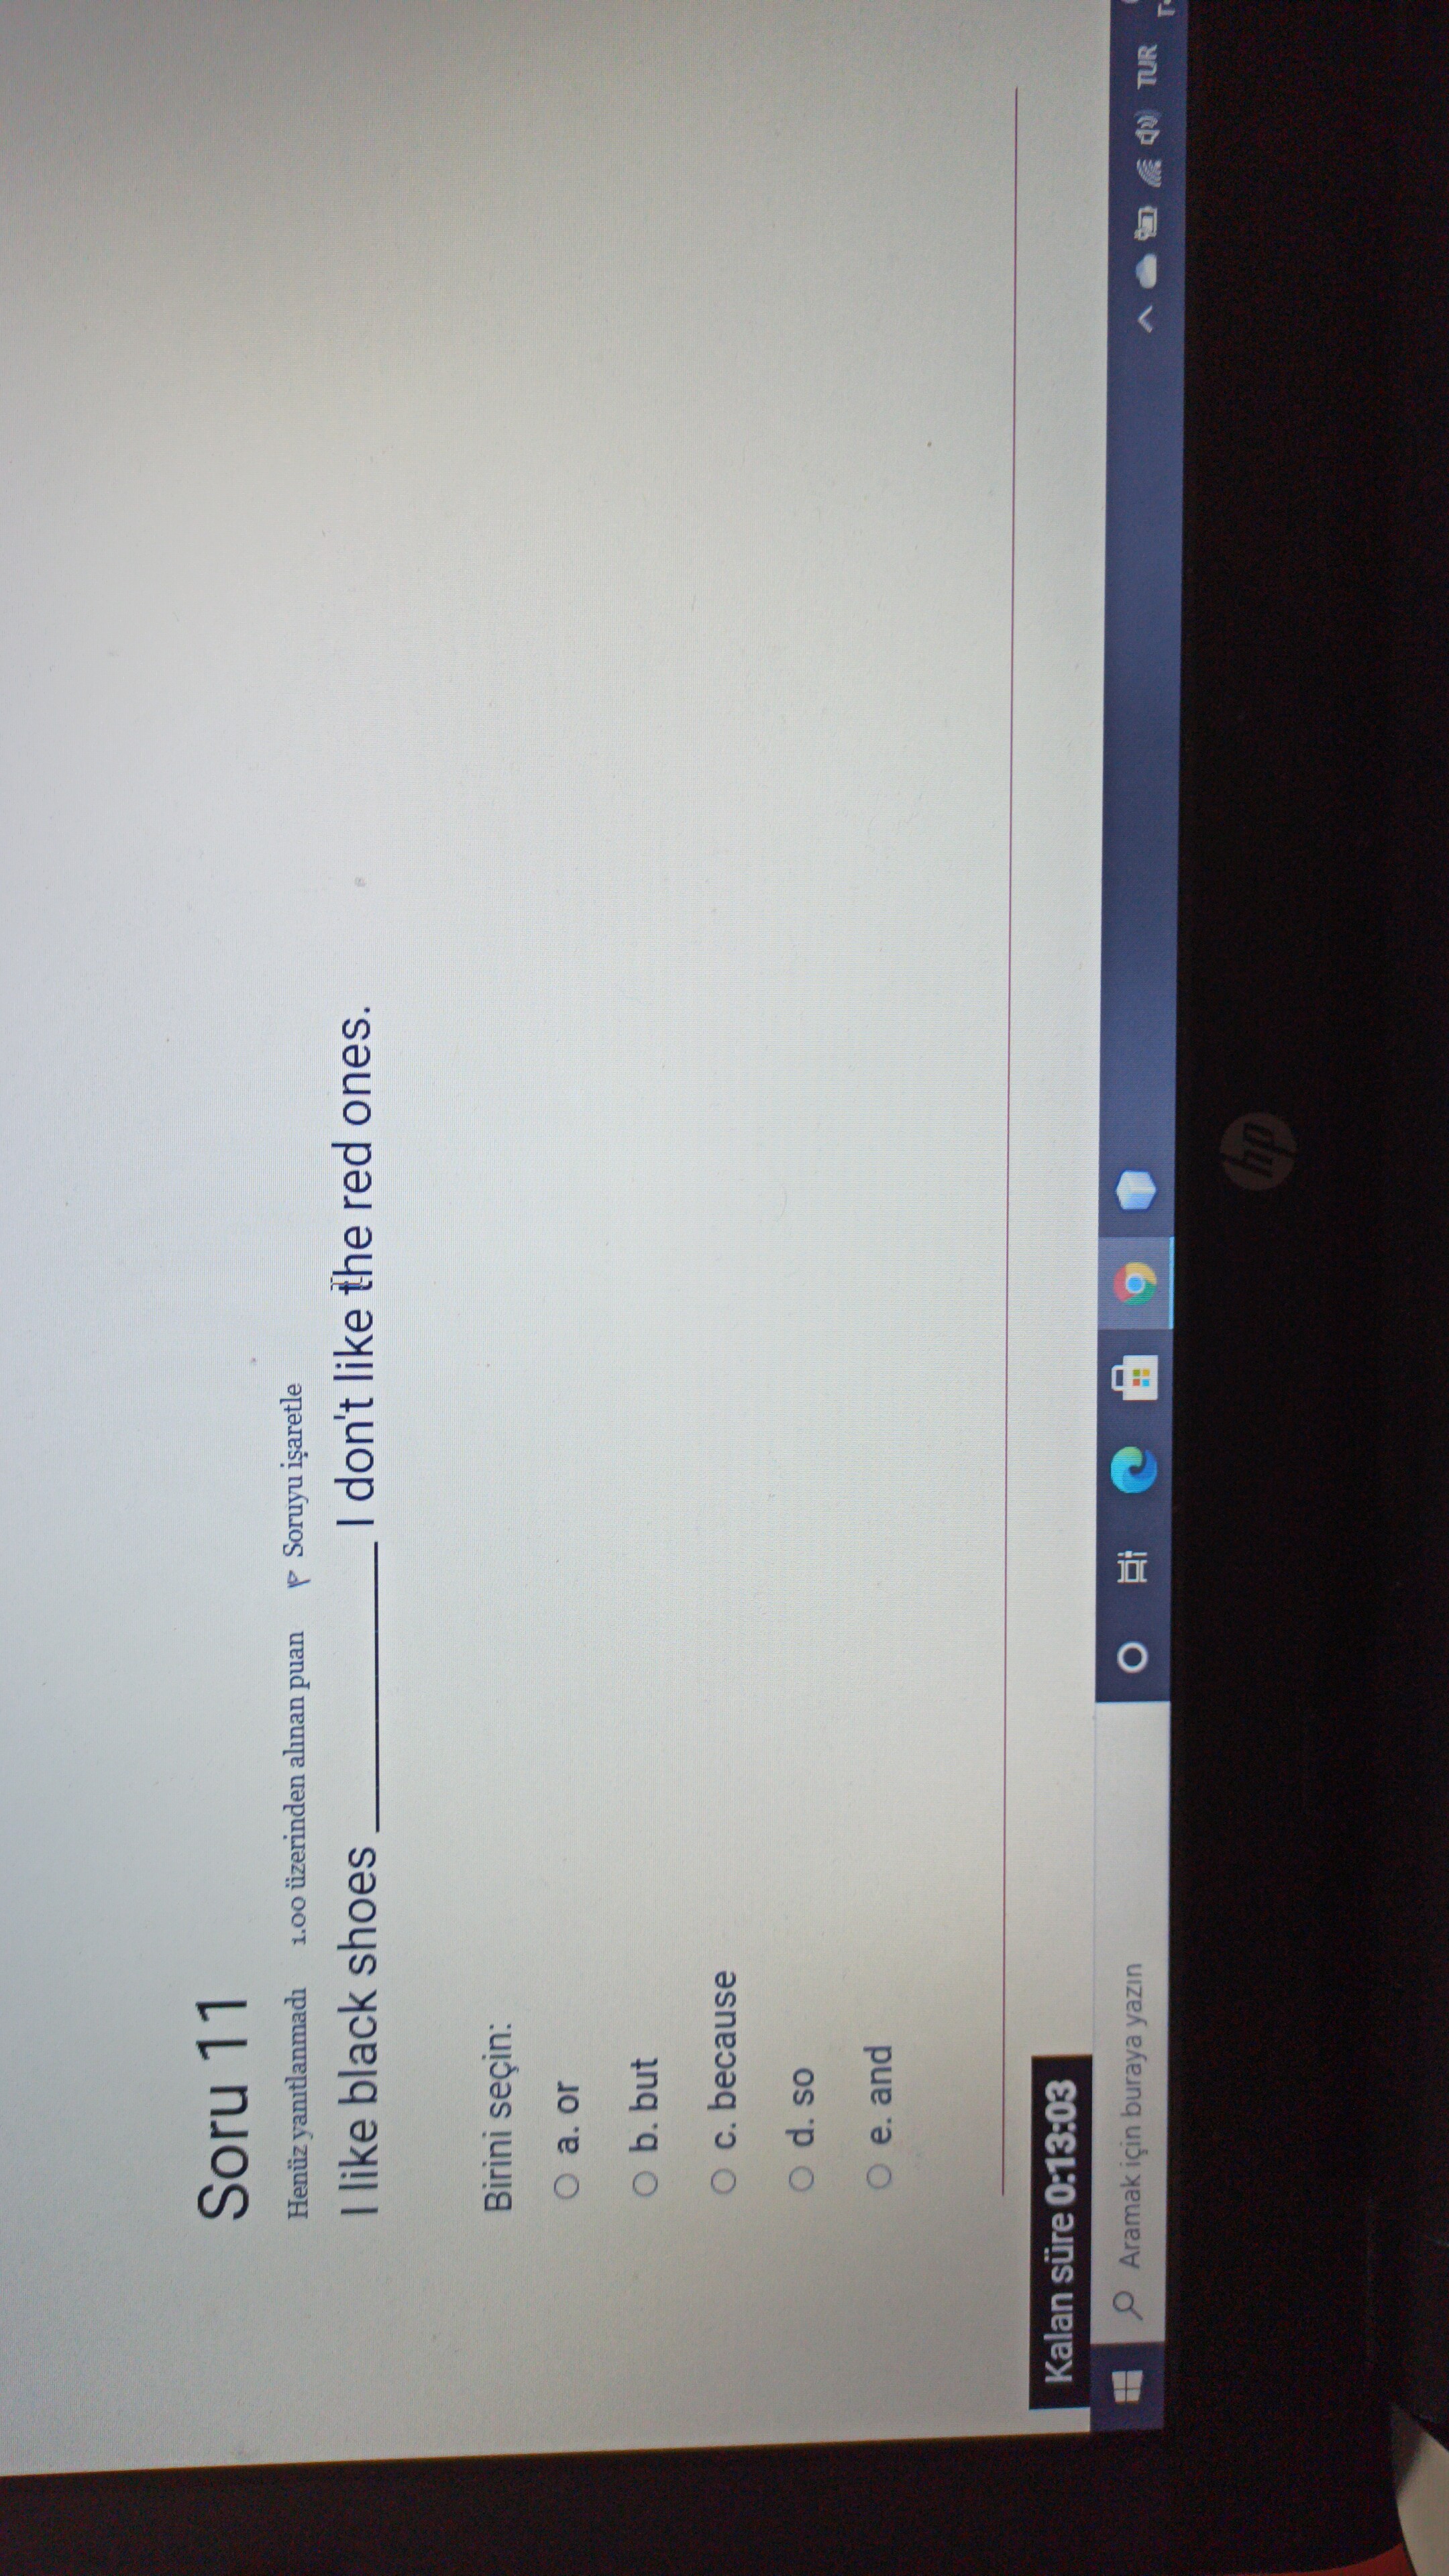 Soru 11
Henüz yanıtlanmadı 1.00 üzerinden alınan puan Soruyu işaretle
I like black shoes ____________ I don't like the red ones.
Birini seçin:
a. or
b. but
c. because
d. so
e. and
Kalan süre 0:13:03
Aramak için buraya yazın
TUR
hp